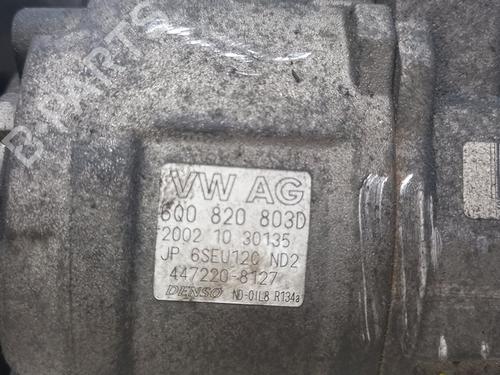 B-PARTS
VW AG
6Q0 820 803D
2002 10 30135
JP 6SEU12C ND2
447220-8127
DENSO ND-OIL8 R134a